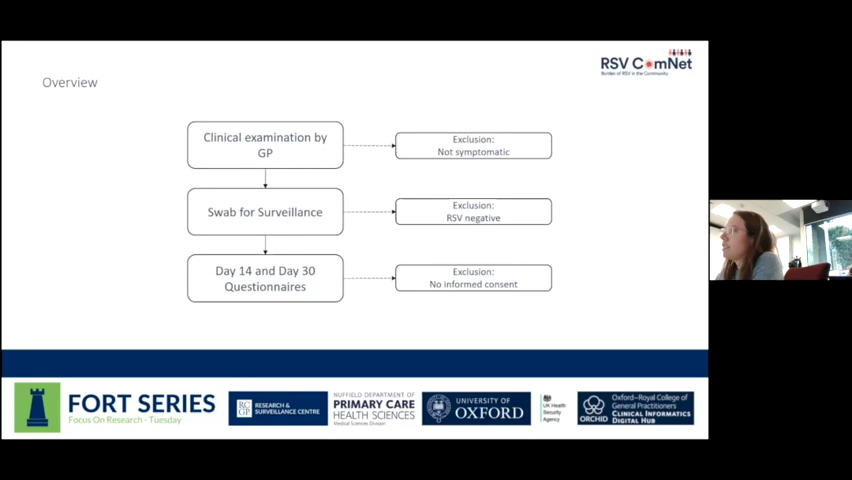 RSV ComNet
Burden of RSV in the Community
Overview
Clinical examination by
GP
Exclusion:
Not symptomatic
Swab for Surveillance
Exclusion:
RSV negative
Day 14 and Day 30
Questionnaires
Exclusion:
No informed consent
FORT SERIES
Focus On Research - Tuesday
RC
GP
RESEARCH &
SURVEILLANCE CENTRE
NUFFIELD DEPARTMENT OF
PRIMARY CARE
HEALTH SCIENCES
Medical Sciences Division
UNIVERSITY OF
OXFORD
UK Health
Security
Agency
ORCHID
Oxford-Royal College of
General Practitioners
CLINICAL INFORMATICS
DIGITAL HUB